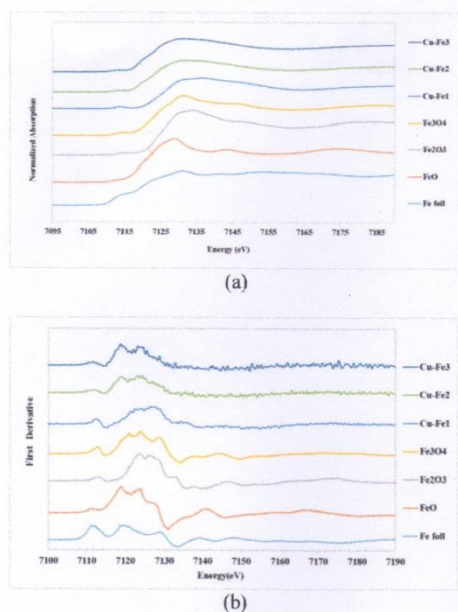 Cu-Fe3
Cu-Fe2
Cu-Fe1
Fe3O4
Fe2O3
FeO
Fe foil
Normalized Absorption
7095 7105 7115 7125 7135 7145 7155 7165 7175 7185
Energy (eV)
(a)
Cu-Fe3
Cu-Fe2
Cu-Fe1
Fe3O4
Fe2O3
FeO
Fe foil
First Derivative
7100 7110 7120 7130 7140 7150 7160 7170 7180 7190
Energy(eV)
(b)